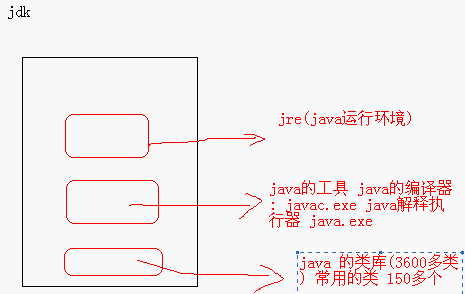 jdk
jre(java运行环境)
java的工具 java的编译器
: javac.exe java解释执
行器 java.exe
java 的类库(3600多类
) 常用的类 150多个